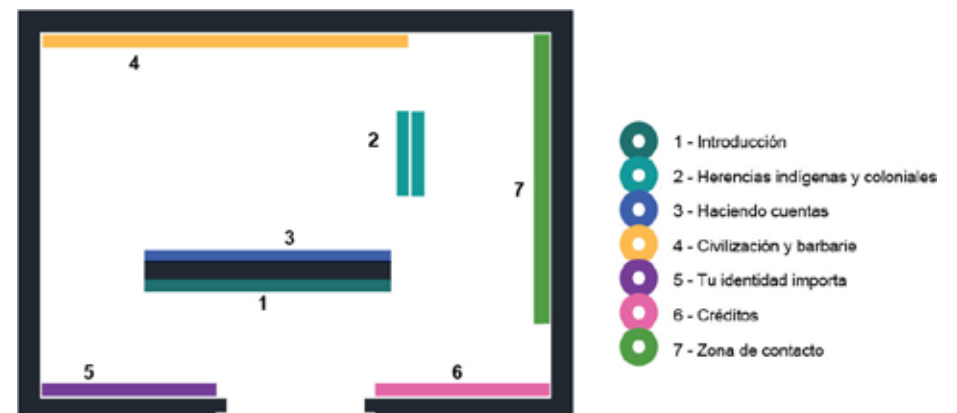 4
2
7
3
1
5
6
1 - Introducción
2 - Herencias indígenas y coloniales
3 - Haciendo cuentas
4 - Civilización y barbarie
5 - Tu identidad importa
6 - Créditos
7 - Zona de contacto